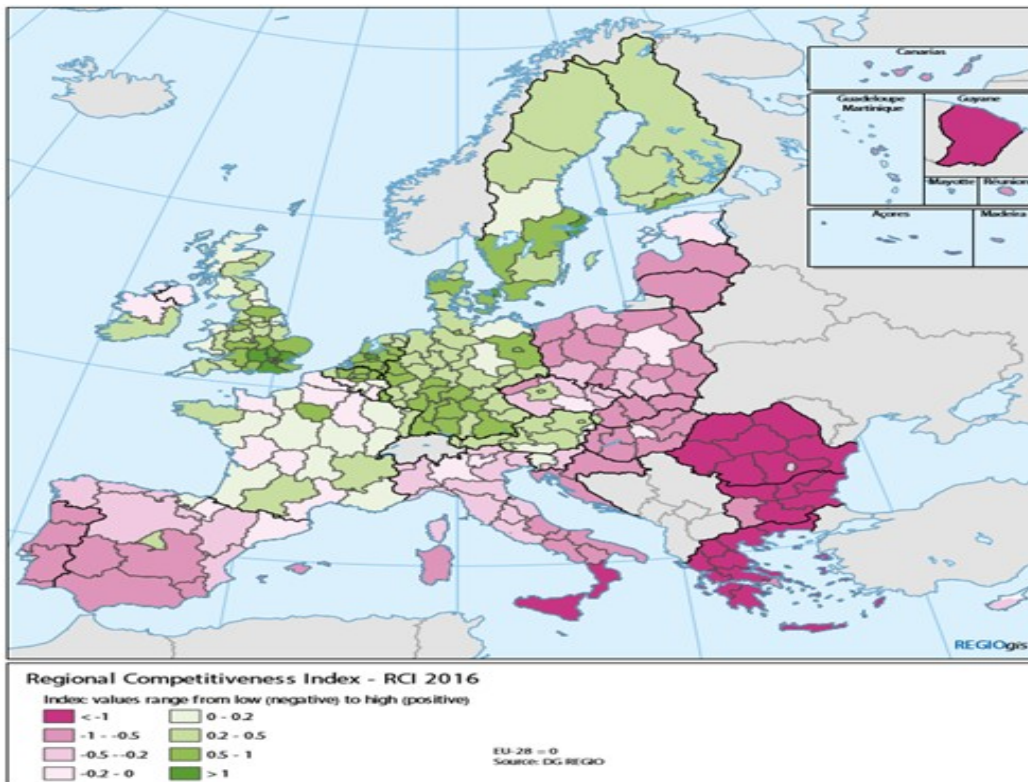 Canarias
Guadeloupe
Martinique
Guyane
Mayotte
Réunion
Açores
Madeira
REGIOgis
Regional Competitiveness Index - RCI 2016
Index: values range from low (negative) to high (positive)
< -1
-1 - -0.5
-0.5 - -0.2
-0.2 - 0
0 - 0.2
0.2 - 0.5
0.5 - 1
> 1
EU-28 = 0
Source: DG REGIO